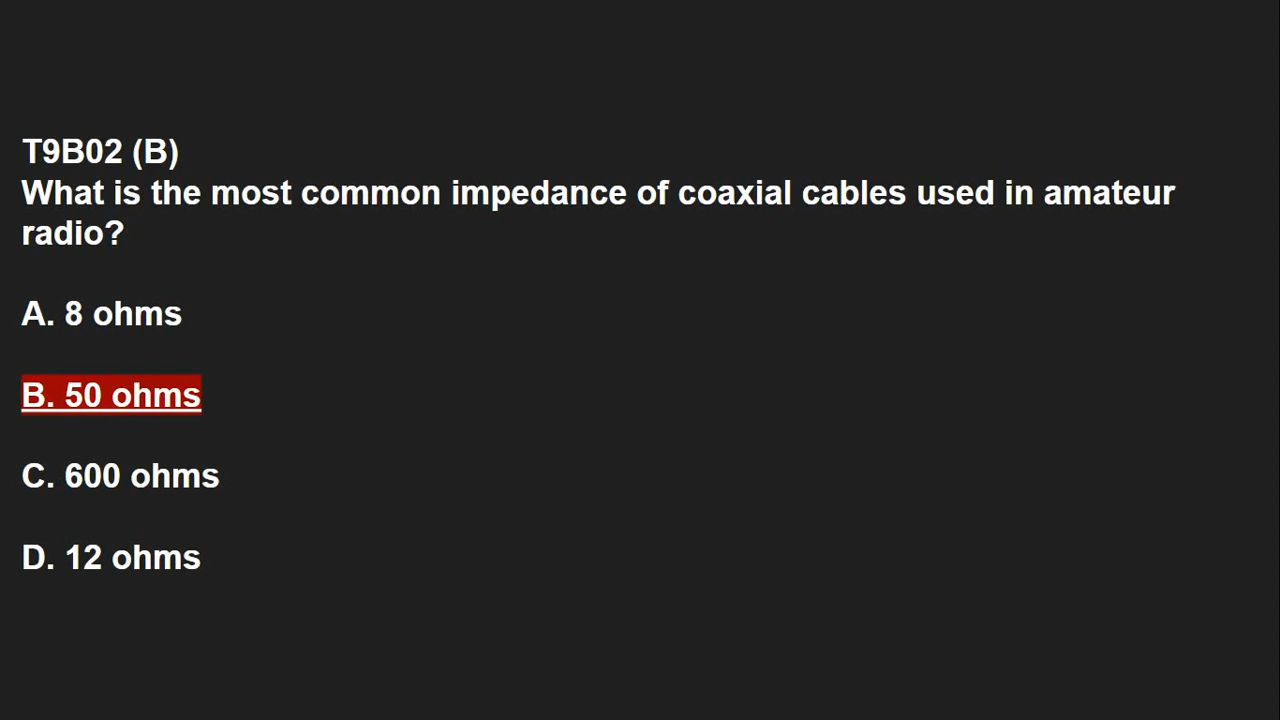 T9B02 (B)
What is the most common impedance of coaxial cables used in amateur
radio?
A. 8 ohms
B. 50 ohms
C. 600 ohms
D. 12 ohms